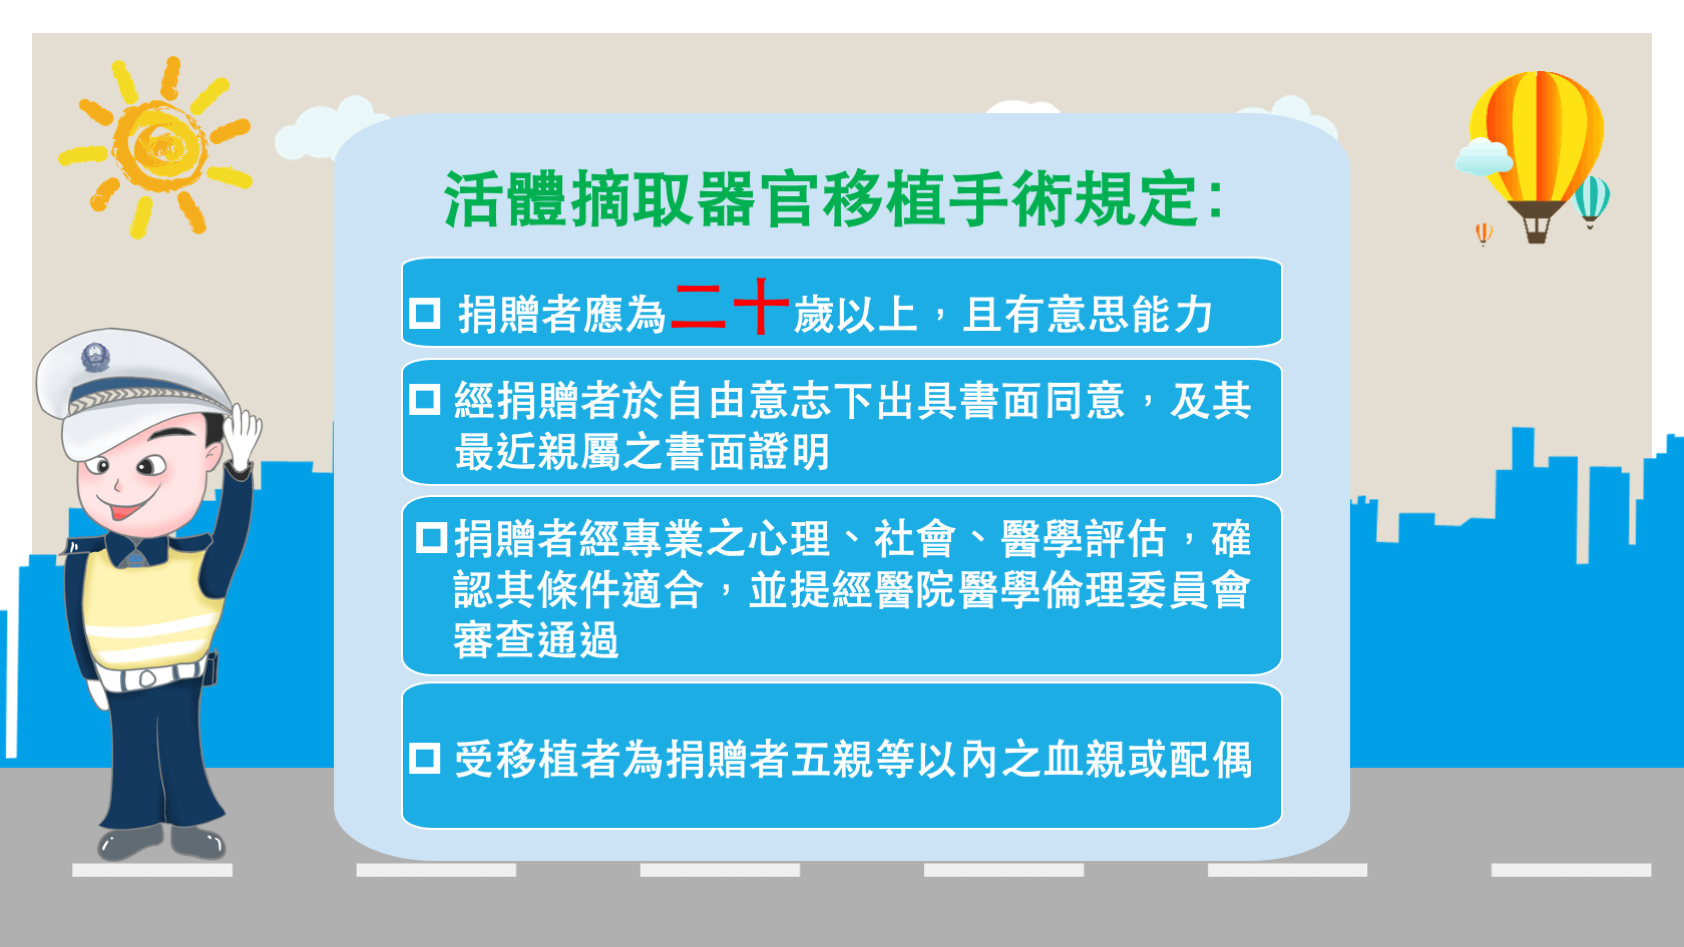 活體摘取器官移植手術規定：
捐贈者應為二十歲以上，且有意思能力
經捐贈者於自由意志下出具書面同意，及其
最近親屬之書面證明
捐贈者經專業之心理、社會、醫學評估，確
認其條件適合，並提經醫院醫學倫理委員會
審查通過
受移植者為捐贈者五親等以內之血親或配偶